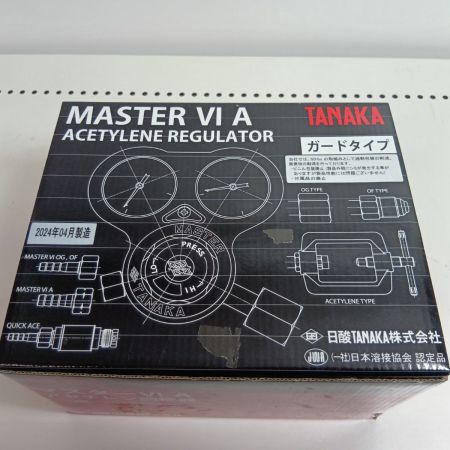 MASTER VI A
ACETYLENE REGULATOR
TANAKA
ガードタイプ
OG TYPE
OF TYPE
2024年04月製造
MASTER
PRESS
LO
HI
TANAKA
MASTER VI OG, OF
MASTER VI A
QUICK ACE
ACETYLENE TYPE
日酸TANAKA株式会社
JWA
(一社)日本溶接協会 認定品